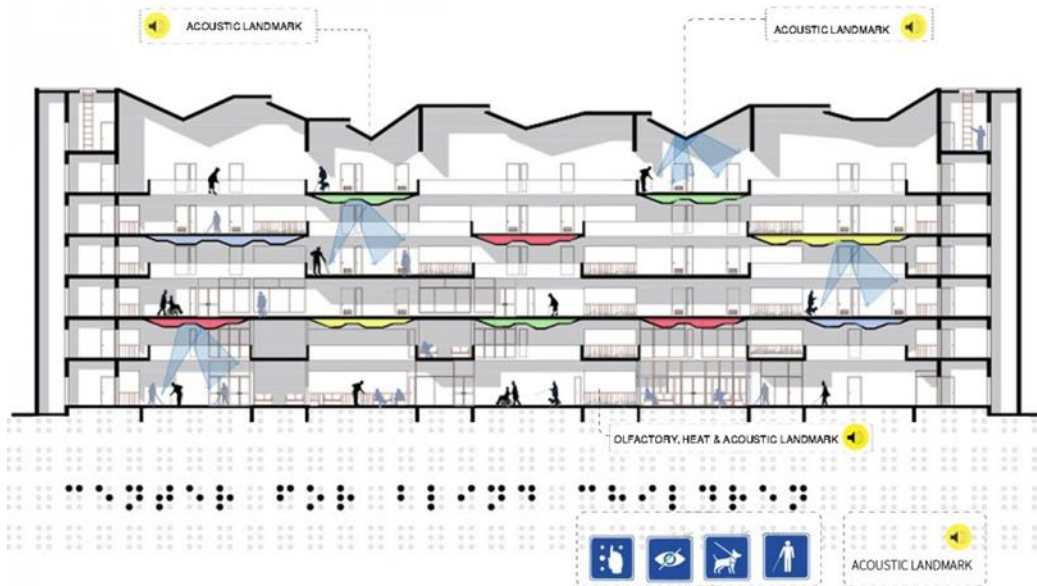 ACOUSTIC LANDMARK
ACOUSTIC LANDMARK
OLFACTORY, HEAT & ACOUSTIC LANDMARK
⠉⠑⠝⠞⠑⠗ ⠋⠕⠗ ⠃⠇⠊⠝⠙ ⠉⠓⠊⠇⠙⠗⠑⠝
ACOUSTIC LANDMARK